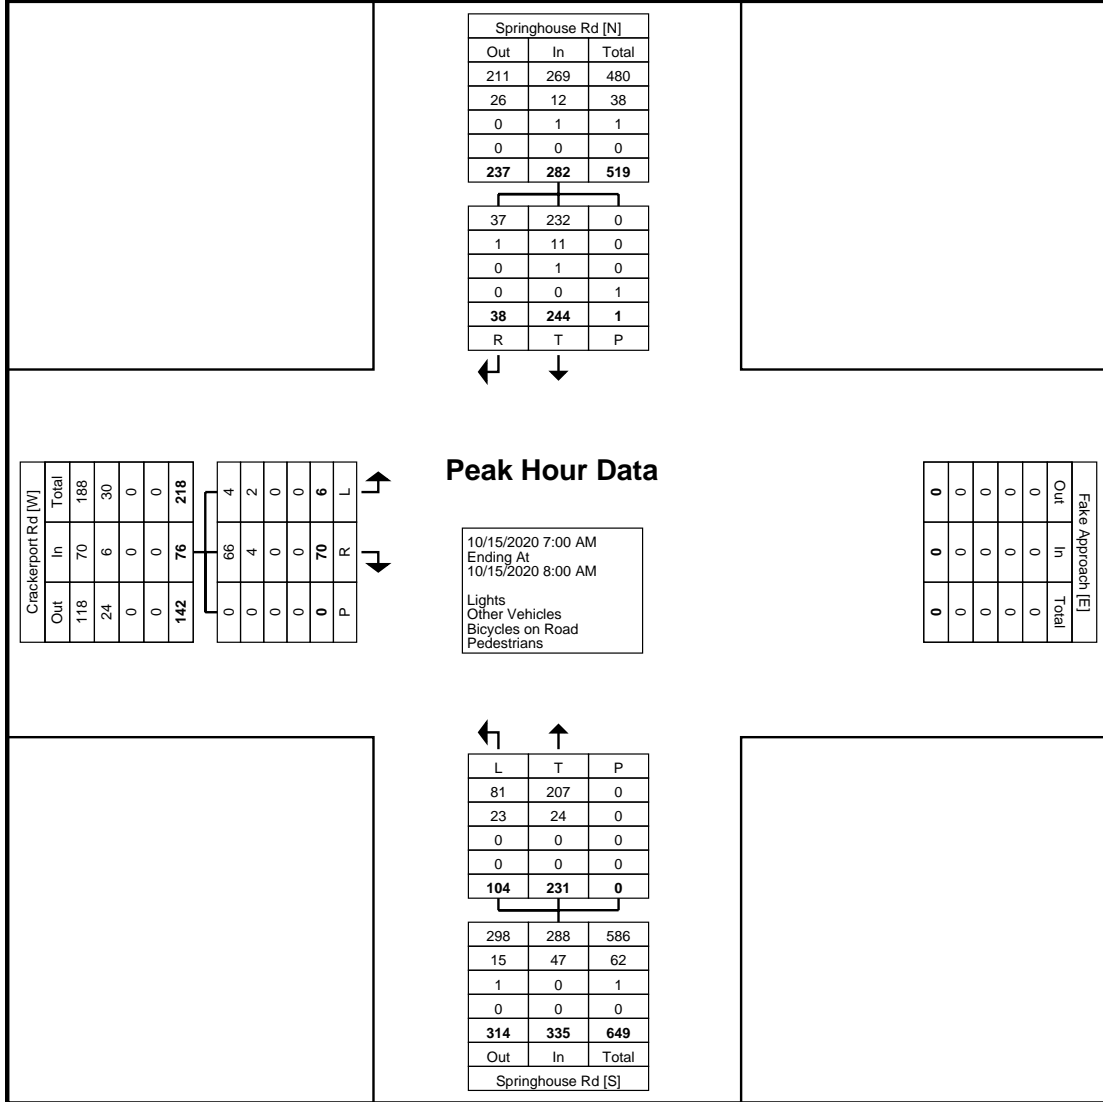 Springhouse Rd [N]
Out In Total
211 269 480
26 12 38
0 1 1
0 0 0
237 282 519
37 232 0
1 11 0
0 1 0
0 0 1
38 244 1
R T P
Crackerport Rd [W]
Total In Out
188 70 118
30 6 24
0 0 0
0 0 0
218 76 142
4 66 0
2 4 0
0 0 0
0 0 0
6 70 0
L R P
Peak Hour Data
10/15/2020 7:00 AM
Ending At
10/15/2020 8:00 AM
Lights
Other Vehicles
Bicycles on Road
Pedestrians
Fake Approach [E]
Out In Total
0 0 0
0 0 0
0 0 0
0 0 0
0 0 0
L T P
81 207 0
23 24 0
0 0 0
0 0 0
104 231 0
298 288 586
15 47 62
1 0 1
0 0 0
314 335 649
Out In Total
Springhouse Rd [S]